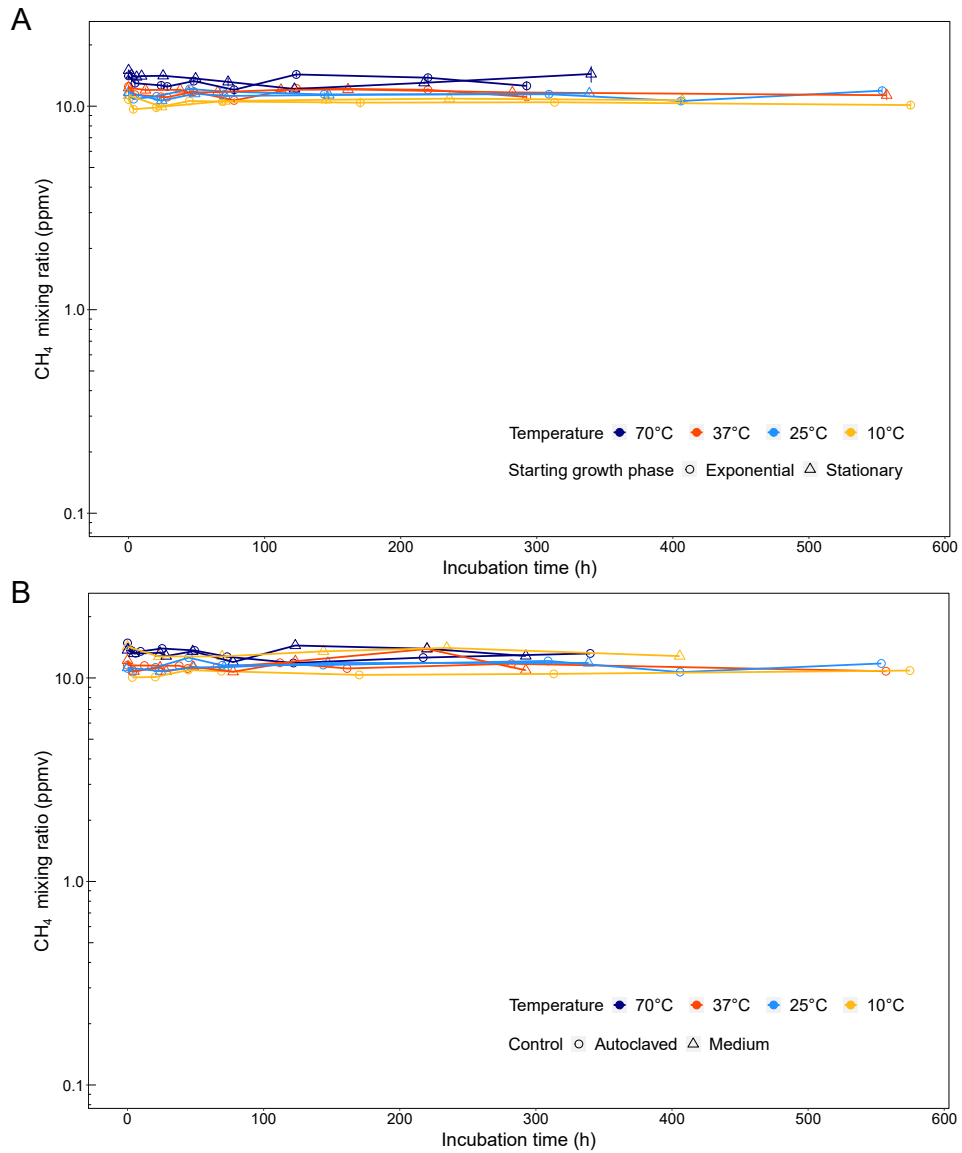 A
10.0
1.0
0.1
CH₄ mixing ratio (ppmv)
Temperature 70°C 37°C 25°C 10°C
Starting growth phase Exponential Stationary
0 100 200 300 400 500 600
Incubation time (h)
B
10.0
1.0
0.1
CH₄ mixing ratio (ppmv)
Temperature 70°C 37°C 25°C 10°C
Control Autoclaved Medium
0 100 200 300 400 500 600
Incubation time (h)